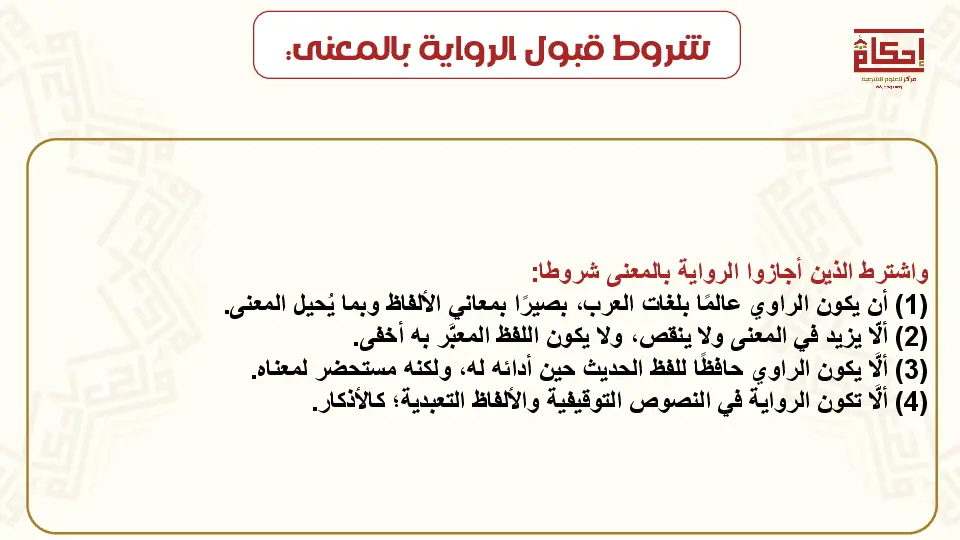 شروط قبول الرواية بالمعنى:
إحكام
مركز للعلوم الشرعية
واشترط الذين أجازوا الرواية بالمعنى شروطا:
(1) أن يكون الراوي عالمًا بلغات العرب، بصيرًا بمعاني الألفاظ وبما يُحيل المعنى.
(2) ألَّا يزيد في المعنى ولا ينقص، ولا يكون اللفظ المعبَّر به أخفى.
(3) ألَّا يكون الراوي حافظًا للفظ الحديث حين أدائه له، ولكنه مستحضر لمعناه.
(4) ألَّا تكون الرواية في النصوص التوقيفية والألفاظ التعبدية؛ كالأذكار.